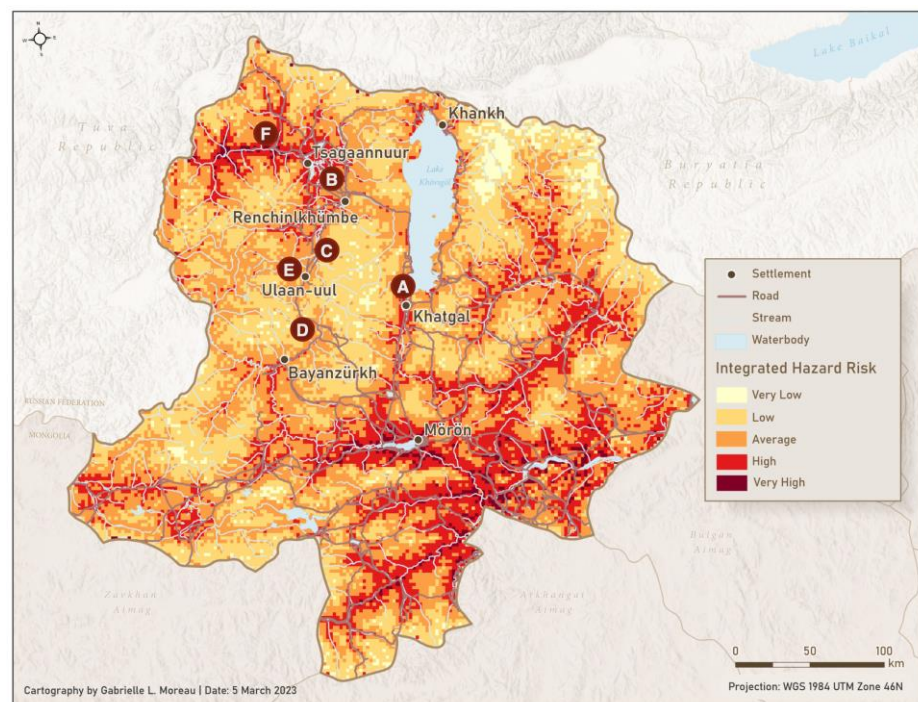 N
W
E
S
Lake Baikal
Tuva
Republic
Buryatia
Republic
Khankh
F
Tsagaannuur
Lake
Khövsgöl
B
Renchinlkhümbe
C
E
Ulaan-uul
A
Khatgal
D
Bayanzürkh
RUSSIAN FEDERATION
MONGOLIA
Mörön
Settlement
Road
Stream
Waterbody
Integrated Hazard Risk
Very Low
Low
Average
High
Very High
Bulgan
Aimag
Zavkhan
Aimag
Arkhangai
Aimag
0 50 100
km
Cartography by Gabrielle L. Moreau | Date: 5 March 2023
Projection: WGS 1984 UTM Zone 46N